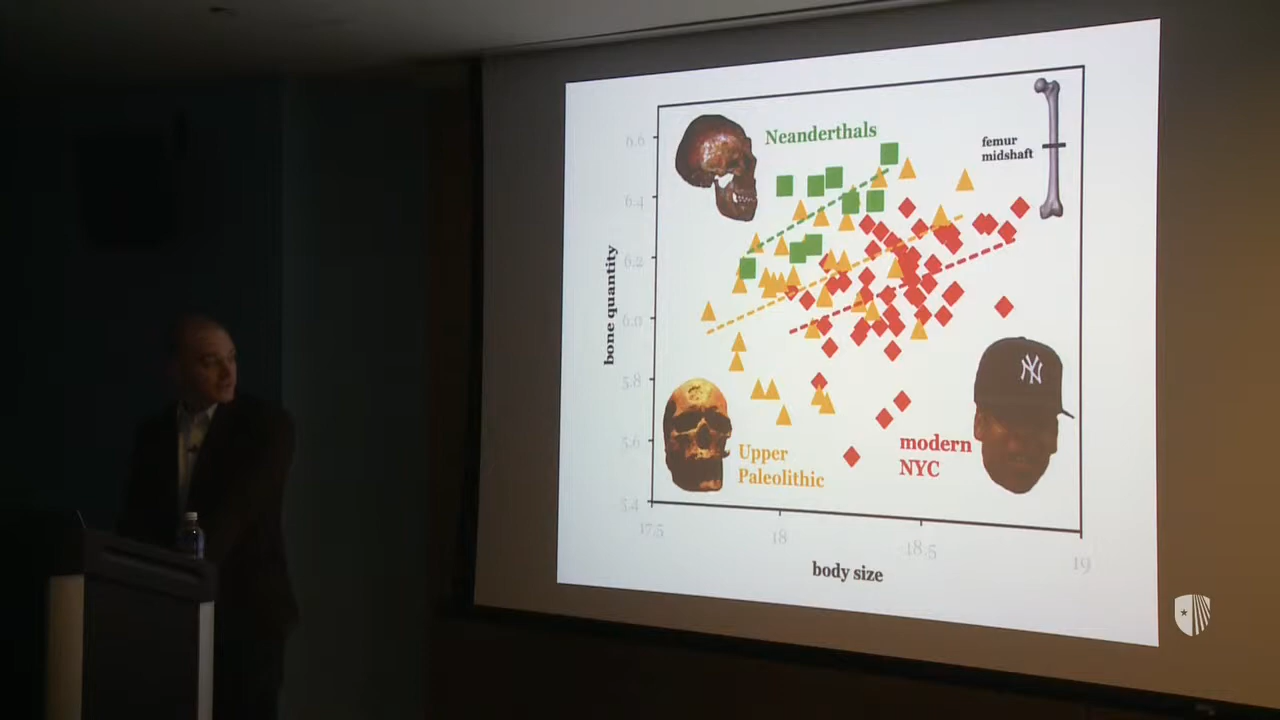 Neanderthals
femur
midshaft
6.6
6.4
6.2
6.0
5.8
5.6
5.4
bone quantity
NY
Upper
Paleolithic
modern
NYC
17.5
18
18.5
19
body size